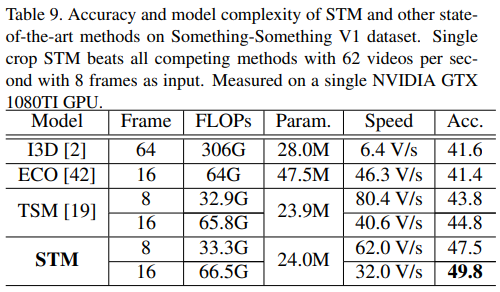 Table 9. Accuracy and model complexity of STM and other state-
of-the-art methods on Something-Something V1 dataset. Single
crop STM beats all competing methods with 62 videos per sec-
ond with 8 frames as input. Measured on a single NVIDIA GTX
1080TI GPU.
Model Frame FLOPs Param. Speed Acc.
I3D [2] 64 306G 28.0M 6.4 V/s 41.6
ECO [42] 16 64G 47.5M 46.3 V/s 41.4
TSM [19] 8 32.9G 23.9M 80.4 V/s 43.8
16 65.8G 40.6 V/s 44.8
STM 8 33.3G 24.0M 62.0 V/s 47.5
16 66.5G 32.0 V/s 49.8